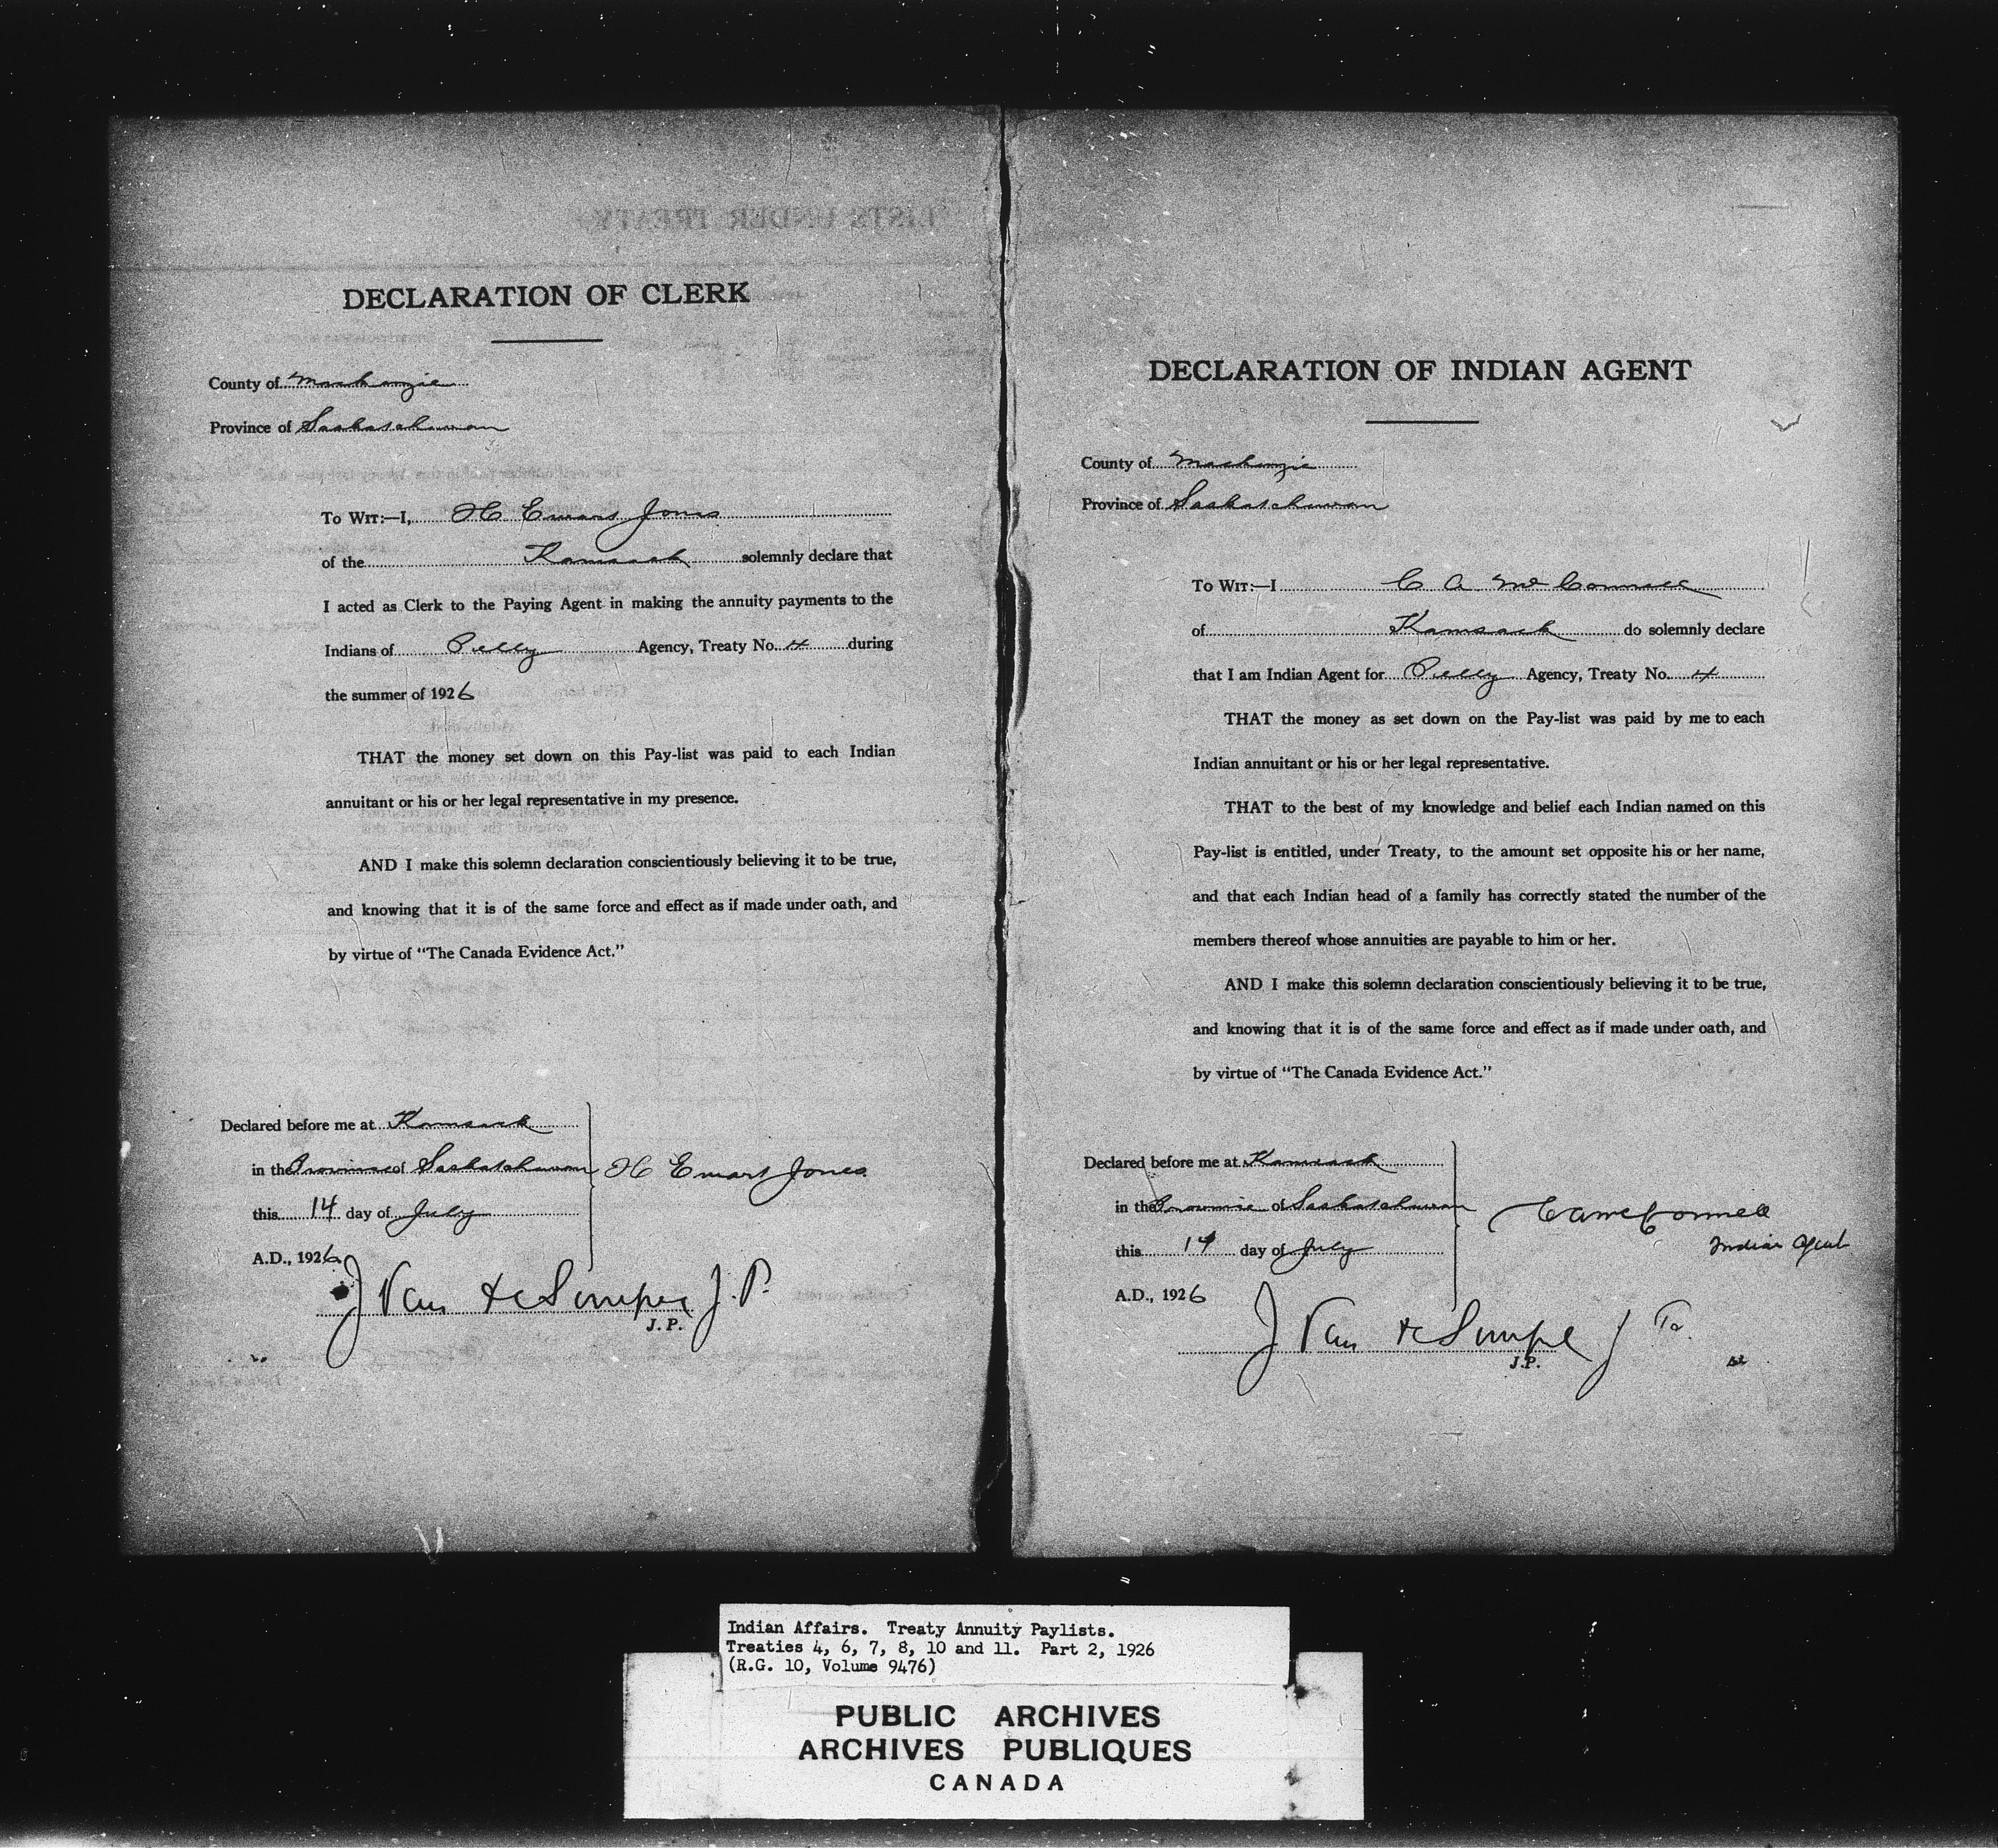 DECLARATION OF CLERK
County of Mackenzie
Province of Saskatchewan
To Wit:—I, H Ewart Jones
of the Kamsack solemnly declare that
I acted as Clerk to the Paying Agent in making the annuity payments to the
Indians of Pelly Agency, Treaty No. 4 during
the summer of 1926
THAT the money set down on this Pay-list was paid to each Indian
annuitant or his or her legal representative in my presence.
AND I make this solemn declaration conscientiously believing it to be true,
and knowing that it is of the same force and effect as if made under oath, and
by virtue of "The Canada Evidence Act."
Declared before me at Kamsack
in the Province of Saskatchewan
this 14 day of July
A.D., 1926
H Ewart Jones
J Van J.P.
J.P.
DECLARATION OF INDIAN AGENT
County of Mackenzie
Province of Saskatchewan
To Wit:—I C A McConnell
of Kamsack do solemnly declare
that I am Indian Agent for Pelly Agency, Treaty No. 4
THAT the money as set down on the Pay-list was paid by me to each
Indian annuitant or his or her legal representative.
THAT to the best of my knowledge and belief each Indian named on this
Pay-list is entitled, under Treaty, to the amount set opposite his or her name,
and that each Indian head of a family has correctly stated the number of the
members thereof whose annuities are payable to him or her.
AND I make this solemn declaration conscientiously believing it to be true,
and knowing that it is of the same force and effect as if made under oath, and
by virtue of "The Canada Evidence Act."
Declared before me at Kamsack
in the Province of Saskatchewan
this 14 day of July
A.D., 1926
C A McConnell
Indian Agent
J Van J P.
J.P.
Indian Affairs. Treaty Annuity Paylists.
Treaties 4, 6, 7, 8, 10 and 11. Part 2, 1926
(R.G. 10, Volume 9476)
PUBLIC ARCHIVES
ARCHIVES PUBLIQUES
CANADA